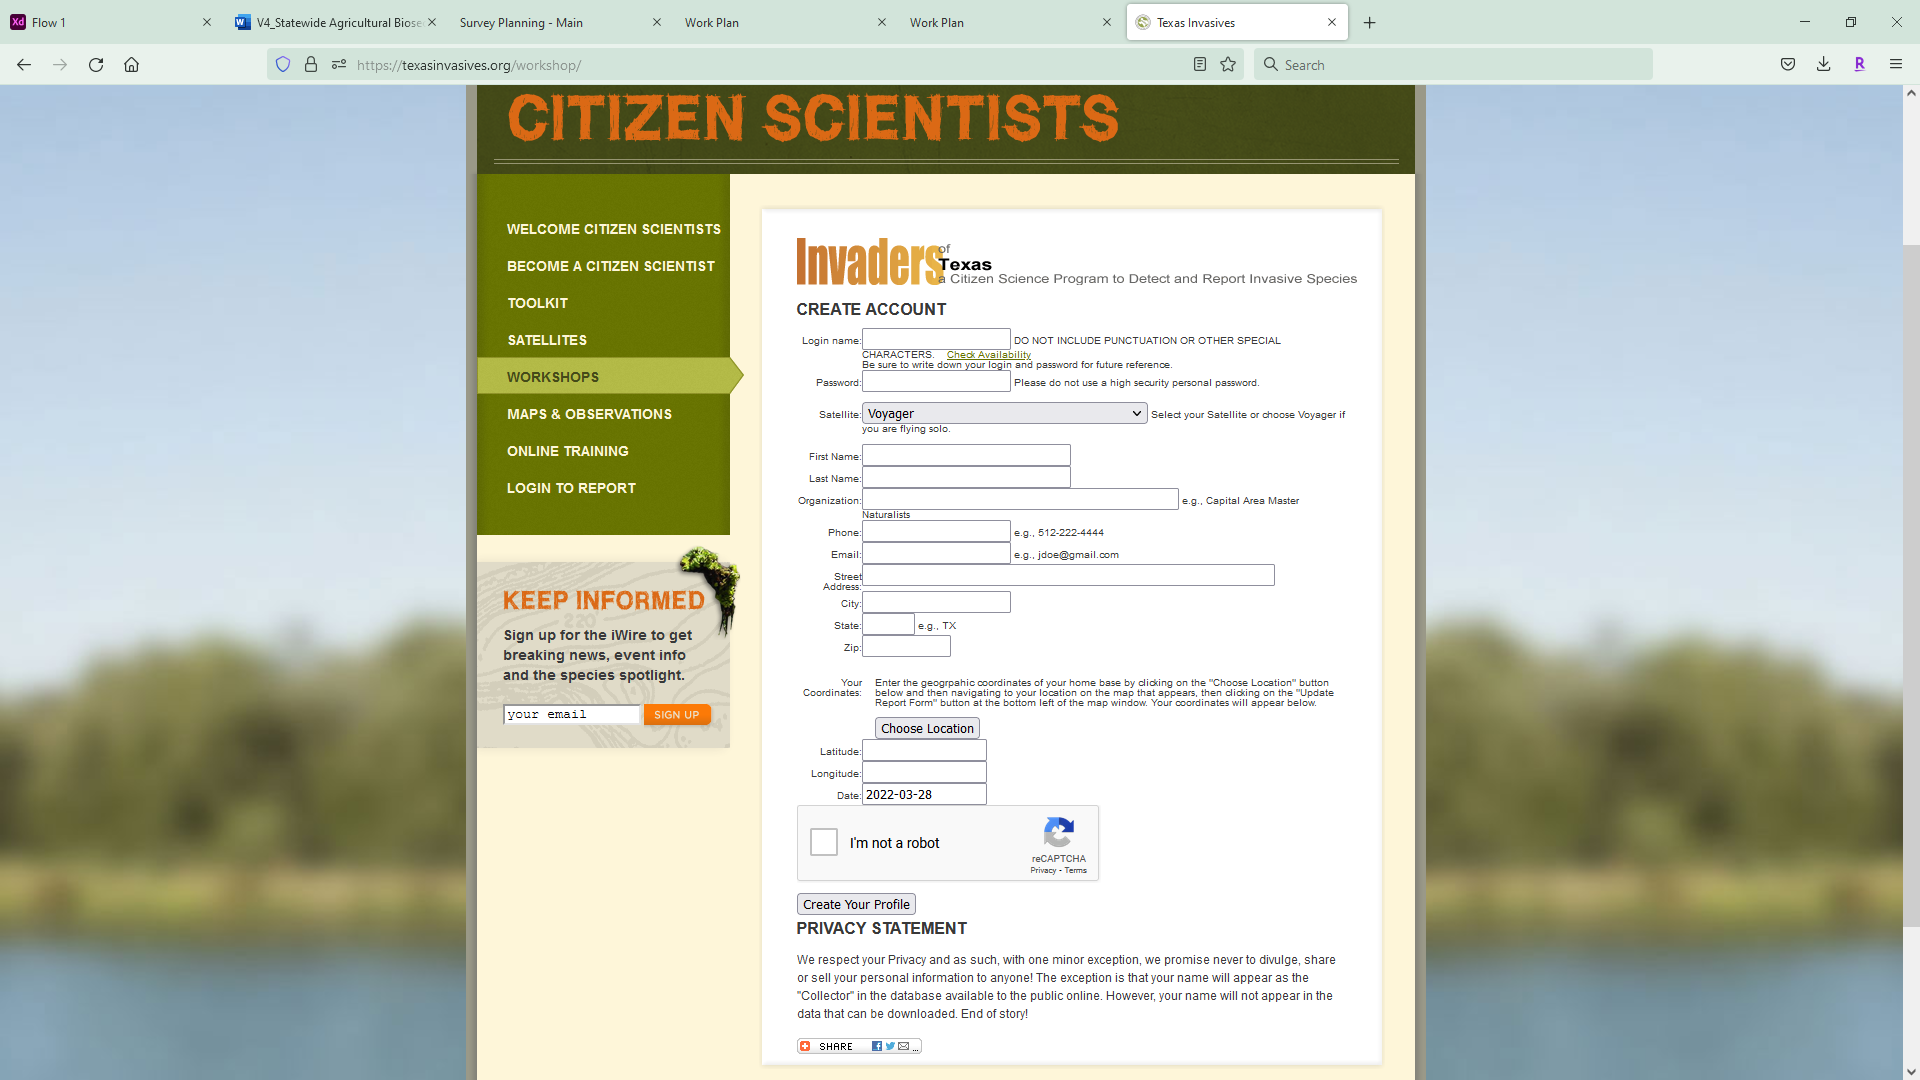 Flow 1
V4_Statewide Agricultural Biose
Survey Planning - Main
Work Plan
Work Plan
Texas Invasives
https://texasinvasives.org/workshop/
Search
CITIZEN SCIENTISTS
WELCOME CITIZEN SCIENTISTS
BECOME A CITIZEN SCIENTIST
TOOLKIT
SATELLITES
WORKSHOPS
MAPS & OBSERVATIONS
ONLINE TRAINING
LOGIN TO REPORT
KEEP INFORMED
Sign up for the iWire to get
breaking news, event info
and the species spotlight.
your email
SIGN UP
Invaders of
Texas
a Citizen Science Program to Detect and Report Invasive Species
CREATE ACCOUNT
Login name: DO NOT INCLUDE PUNCTUATION OR OTHER SPECIAL
CHARACTERS. Check Availability
Be sure to write down your login and password for future reference.
Password: Please do not use a high security personal password.
Satellite: Voyager Select your Satellite or choose Voyager if
you are flying solo.
First Name:
Last Name:
Organization: e.g., Capital Area Master
Naturalists
Phone: e.g., 512-222-4444
Email: e.g., jdoe@gmail.com
Street
Address:
City:
State: e.g., TX
Zip:
Your
Coordinates:
Enter the geogrpahic coordinates of your home base by clicking on the "Choose Location" button
below and then navigating to your location on the map that appears, then clicking on the "Update
Report Form" button at the bottom left of the map window. Your coordinates will appear below.
Choose Location
Latitude:
Longitude:
Date: 2022-03-28
I'm not a robot
reCAPTCHA
Privacy - Terms
Create Your Profile
PRIVACY STATEMENT
We respect your Privacy and as such, with one minor exception, we promise never to divulge, share
or sell your personal information to anyone! The exception is that your name will appear as the
"Collector" in the database available to the public online. However, your name will not appear in the
data that can be downloaded. End of story!
SHARE ...